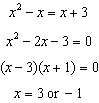 x² − x = x + 3
x² − 2x − 3 = 0
(x − 3)(x + 1) = 0
x = 3 or − 1